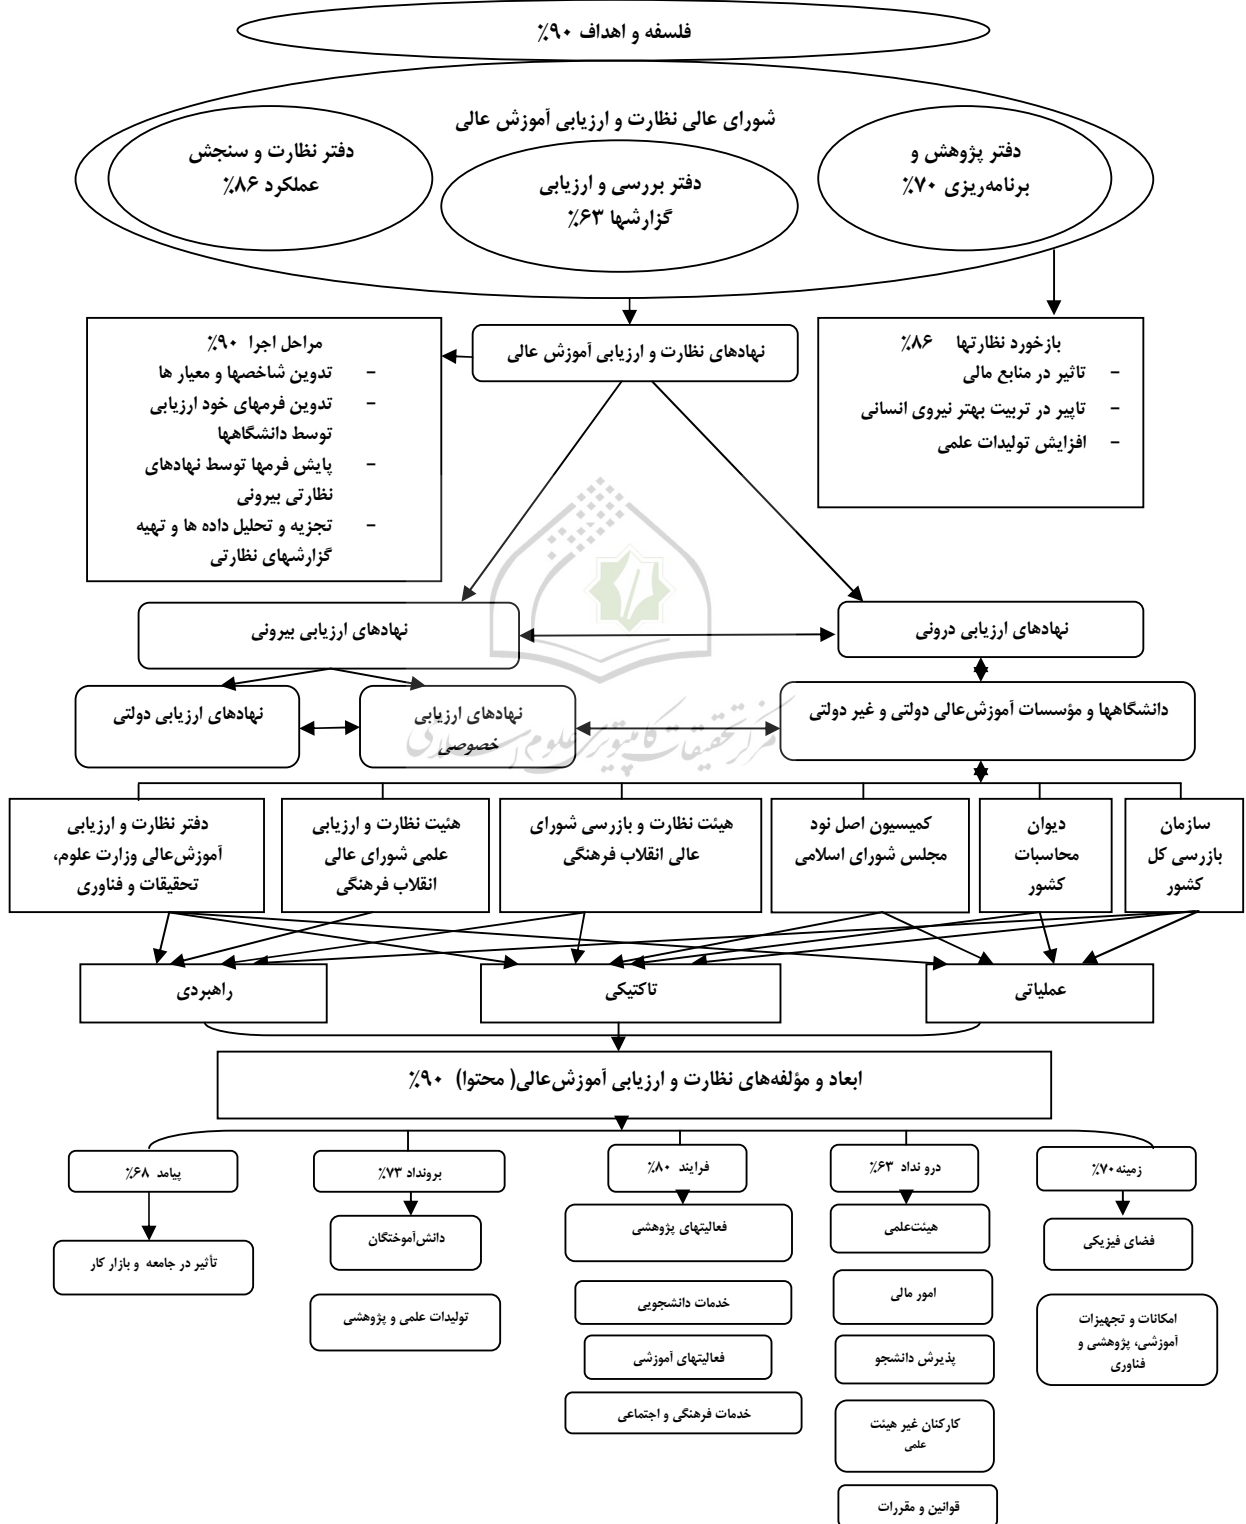 فلسفه و اهداف ۹۰٪
شورای عالی نظارت و ارزیابی آموزش عالی
دفتر پژوهش و
برنامه‌ریزی ۷۰٪
دفتر بررسی و ارزیابی
گزارشها ۶۳٪
دفتر نظارت و سنجش
عملکرد ۸۶٪
بازخورد نظارتها ۸۶٪
- تاثیر در منابع مالی
- تاپیر در تربیت بهتر نیروی انسانی
- افزایش تولیدات علمی
نهادهای نظارت و ارزیابی آموزش عالی
مراحل اجرا ۹۰٪
- تدوین شاخصها و معیار ها
- تدوین فرمهای خود ارزیابی
توسط دانشگاهها
- پایش فرمها توسط نهادهای
نظارتی بیرونی
- تجزیه و تحلیل داده ها و تهیه
گزارشهای نظارتی
نهادهای ارزیابی درونی
نهادهای ارزیابی بیرونی
دانشگاهها و مؤسسات آموزش‌عالی دولتی و غیر دولتی
نهادهای ارزیابی
خصوصی
نهادهای ارزیابی دولتی
مرکز تحقیقات کامپیوتری علوم اسلامی
سازمان
بازرسی کل
کشور
دیوان
محاسبات
کشور
کمیسیون اصل نود
مجلس شورای اسلامی
هیئت نظارت و بازرسی شورای
عالی انقلاب فرهنگی
هئیت نظارت و ارزیابی
علمی شورای عالی
انقلاب فرهنگی
دفتر نظارت و ارزیابی
آموزش‌عالی وزارت علوم،
تحقیقات و فناوری
عملیاتی
تاکتیکی
راهبردی
ابعاد و مؤلفه‌های نظارت و ارزیابی آموزش‌عالی( محتوا) ۹۰٪
زمینه۷۰٪
درو نداد ۶۳٪
فرایند ۸۰٪
برونداد ۷۳٪
پیامد ۶۸٪
فضای فیزیکی
امکانات و تجهیزات
آموزشی، پژوهشی و
فناوری
هیئت‌علمی
امور مالی
پذیرش دانشجو
کارکنان غیر هیئت
علمی
قوانین و مقررات
فعالیتهای پژوهشی
خدمات دانشجویی
فعالیتهای آموزشی
خدمات فرهنگی و اجتماعی
دانش‌آموختگان
تولیدات علمی و پژوهشی
تأثیر در جامعه و بازار کار